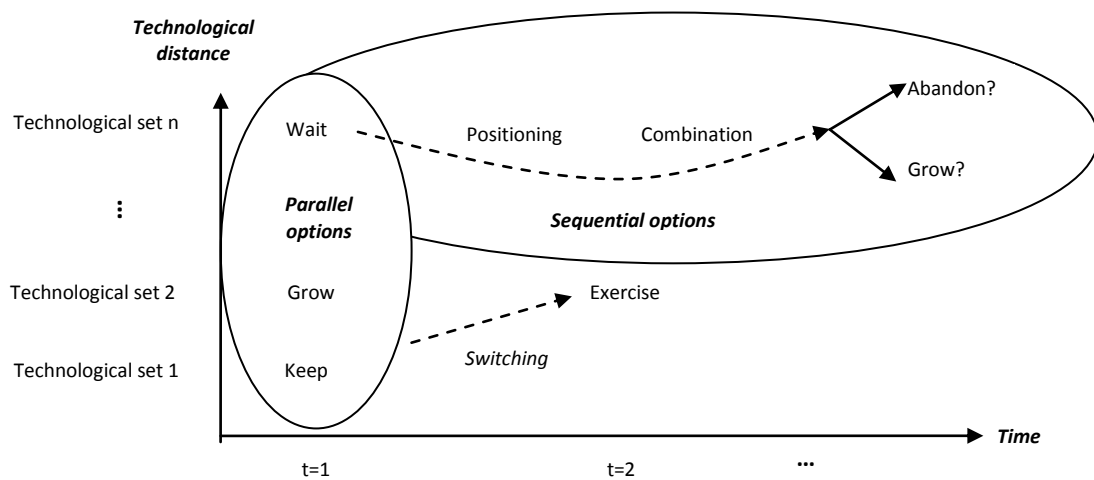 Technological
distance
Technological set n
Wait
Positioning
Combination
Abandon?
Grow?
...
Parallel
options
Sequential options
Technological set 2
Grow
Exercise
Technological set 1
Keep
Switching
Time
t=1
t=2
...